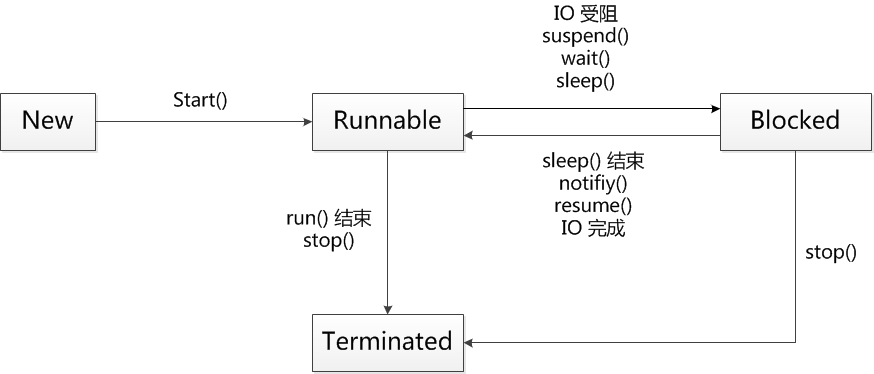 IO 受阻
suspend()
wait()
sleep()
New
Start()
Runnable
Blocked
sleep() 结束
notifiy()
resume()
IO 完成
run() 结束
stop()
stop()
Terminated